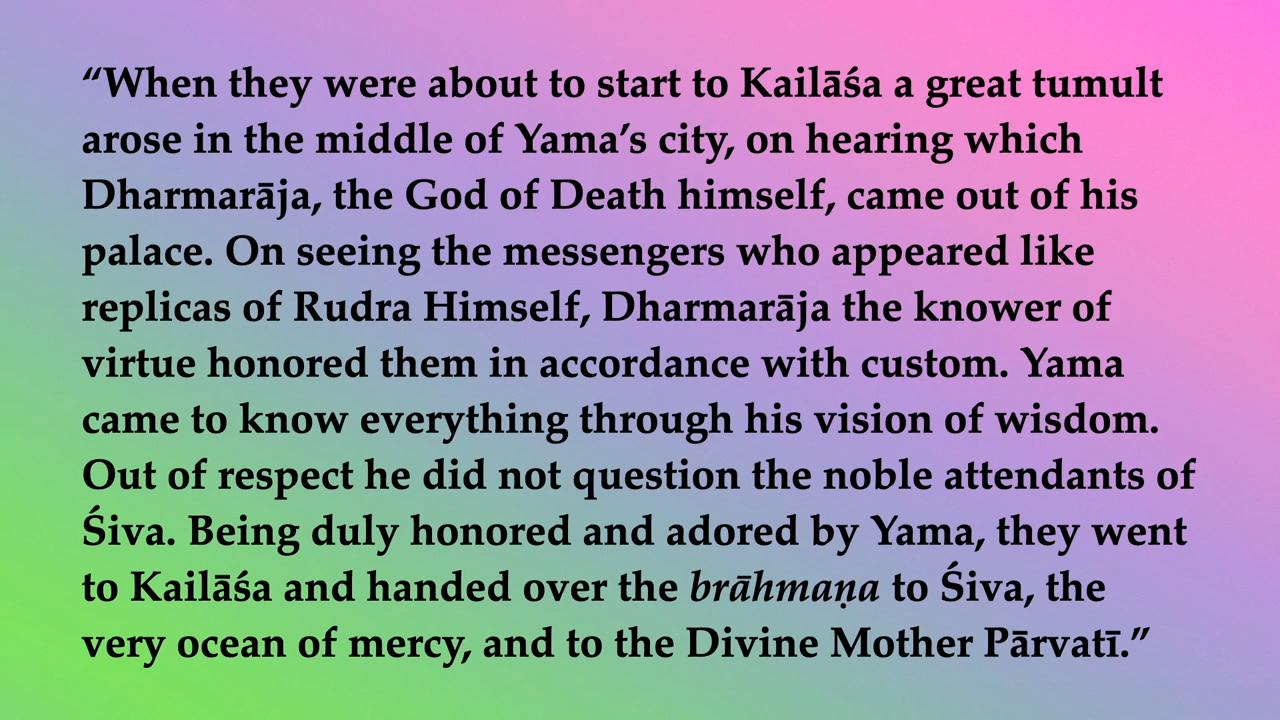 “When they were about to start to Kailāśa a great tumult
arose in the middle of Yama’s city, on hearing which
Dharmarāja, the God of Death himself, came out of his
palace. On seeing the messengers who appeared like
replicas of Rudra Himself, Dharmarāja the knower of
virtue honored them in accordance with custom. Yama
came to know everything through his vision of wisdom.
Out of respect he did not question the noble attendants of
Śiva. Being duly honored and adored by Yama, they went
to Kailāśa and handed over the brāhmaṇa to Śiva, the
very ocean of mercy, and to the Divine Mother Pārvatī.”